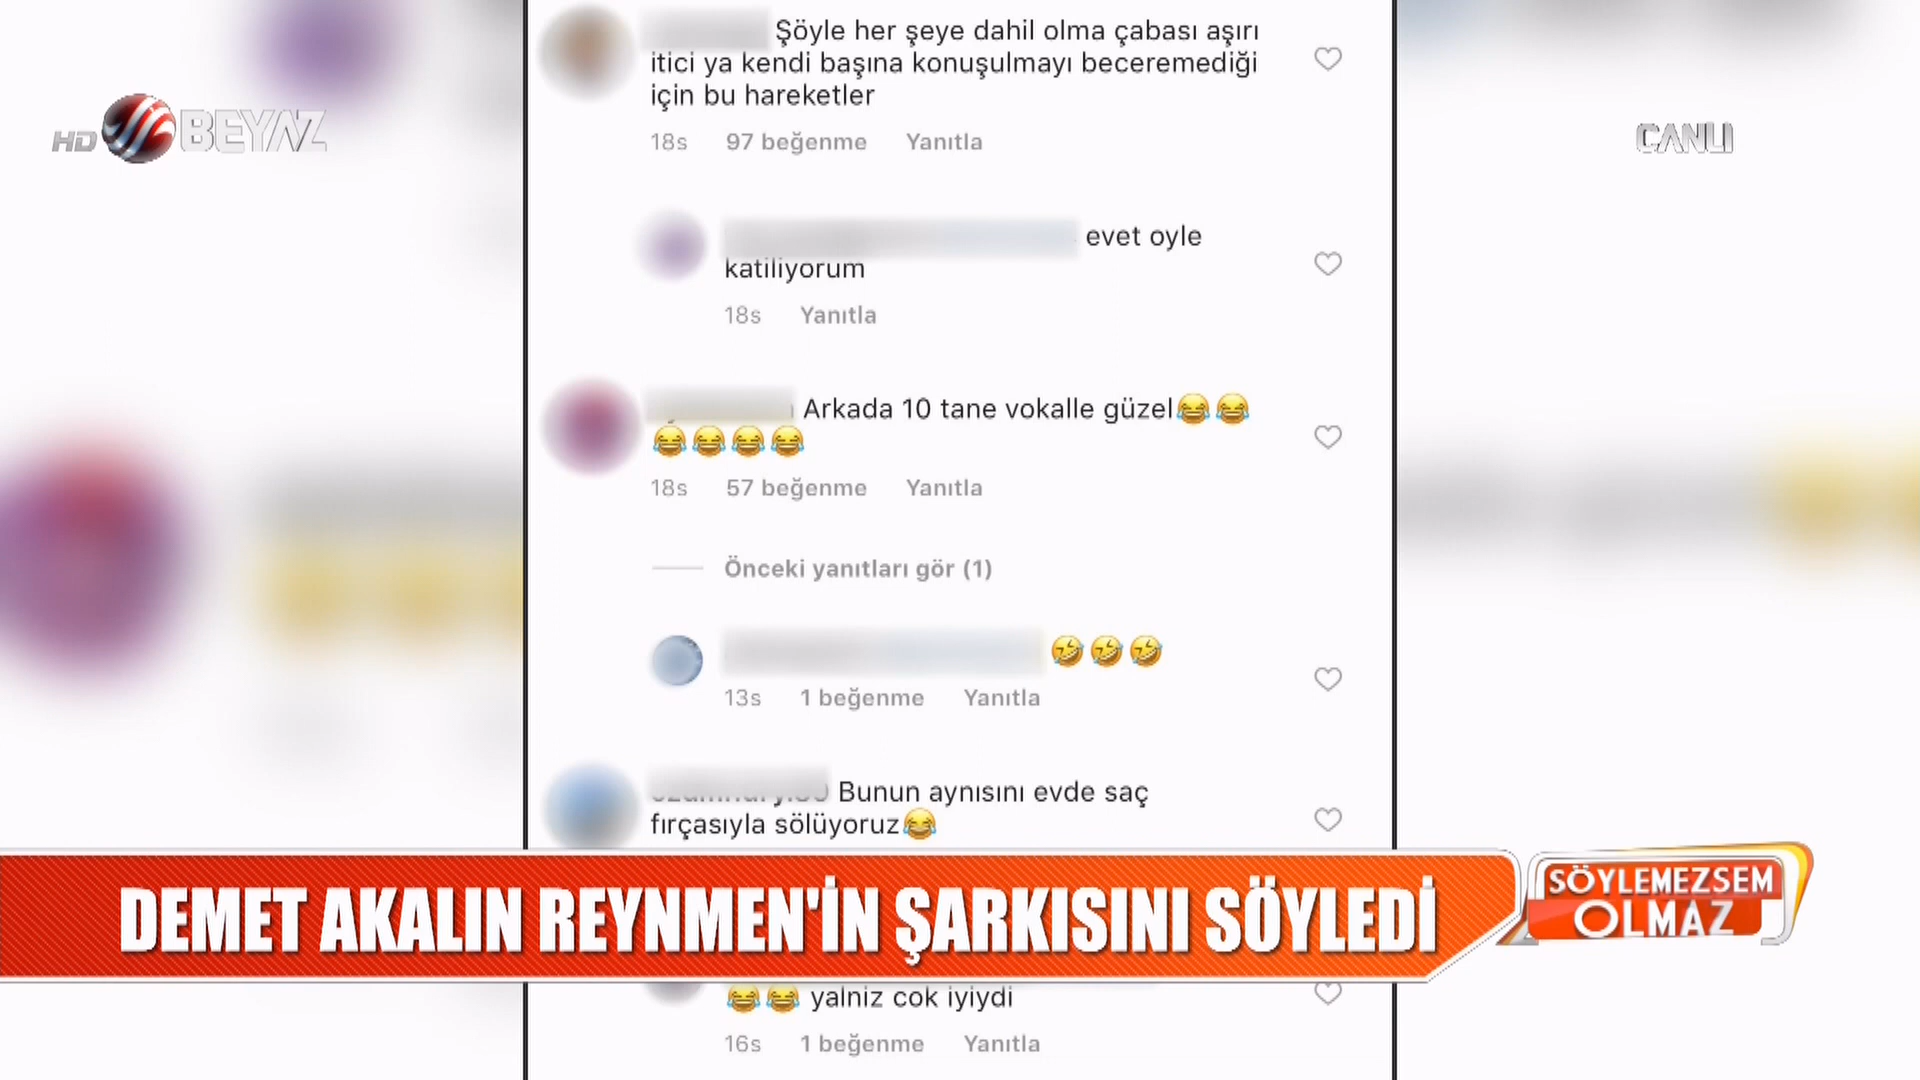 Şöyle her şeye dahil olma çabası aşırı
itici ya kendi başına konuşulmayı beceremediği
için bu hareketler
18s 97 beğenme Yanıtla
HD BEYAZ
CANLI
evet oyle
katiliyorum
18s Yanıtla
Arkada 10 tane vokalle güzel😂😂
😂😂😂😂
18s 57 beğenme Yanıtla
Önceki yanıtları gör (1)
🤣🤣🤣
13s 1 beğenme Yanıtla
Bunun aynısını evde saç
fırçasıyla sölüyoruz😂
DEMET AKALIN REYNMEN'İN ŞARKISINI SÖYLEDİ
SÖYLEMEZSEM
OLMAZ
😂😂 yalniz cok iyiydi
16s 1 beğenme Yanıtla